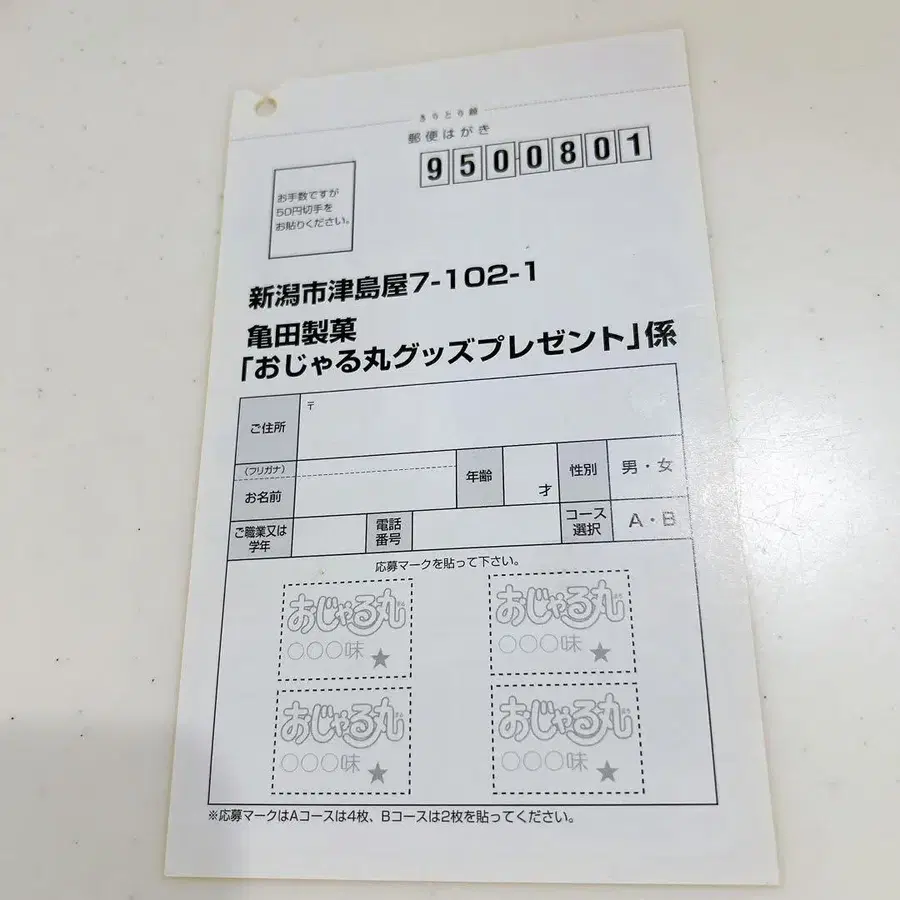 きりとり線
郵便はがき
9500801
お手数ですが
50円切手を
お貼りください。
新潟市津島屋7-102-1
亀田製菓
「おじゃる丸グッズプレゼント」係
ご住所
〒
(フリガナ)
お名前
年齢
才
性別
男・女
ご職業又は
学年
電話
番号
コース
選択
A・B
応募マークを貼って下さい。
おじゃる丸
○○○味★
おじゃる丸
○○○味★
おじゃる丸
○○○味★
おじゃる丸
○○○味★
※応募マークはAコースは4枚、Bコースは2枚を貼ってください。